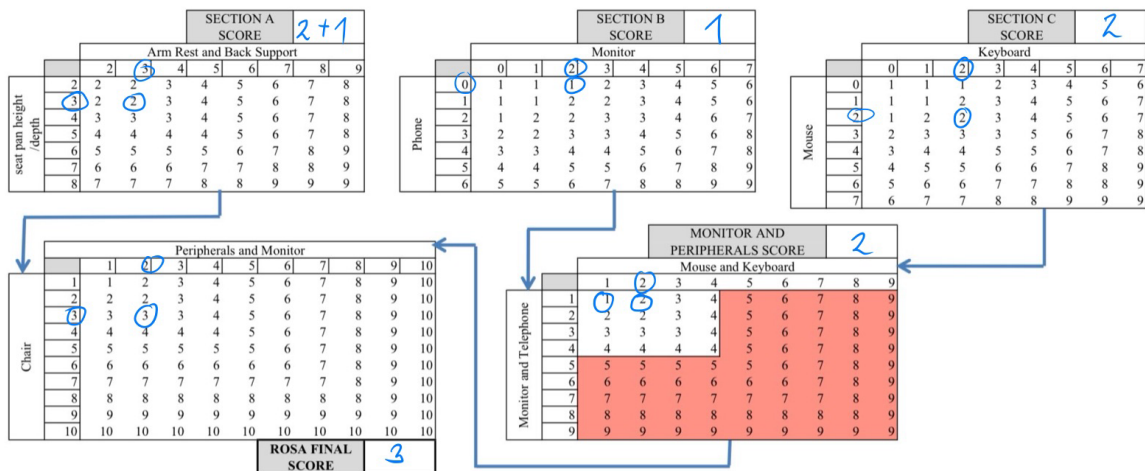 SECTION A SCORE 2+1
Arm Rest and Back Support
2 3 4 5 6 7 8 9
seat pan height /depth
2 2 2 3 4 5 6 7 8
3 2 2 3 4 5 6 7 8
4 3 3 3 4 5 6 7 8
5 4 4 4 4 5 6 7 8
6 5 5 5 5 6 7 8 9
7 6 6 6 7 7 8 8 9
8 7 7 7 8 8 9 9 9
SECTION B SCORE 1
Monitor
0 1 2 3 4 5 6 7
Phone
0 1 1 1 2 3 4 5 6
1 1 1 2 2 3 4 5 6
2 1 2 2 3 3 4 6 7
3 2 2 3 3 4 5 6 8
4 3 3 4 4 5 6 7 8
5 4 4 5 5 6 7 8 9
6 5 5 6 7 8 8 9 9
SECTION C SCORE 2
Keyboard
0 1 2 3 4 5 6 7
Mouse
0 1 1 1 2 3 4 5 6
1 1 1 2 3 4 5 6 7
2 1 2 2 3 4 5 6 7
3 2 3 3 3 5 6 7 8
4 3 4 4 5 5 6 7 8
5 4 5 5 6 6 7 8 9
6 5 6 6 7 7 8 8 9
7 6 7 7 8 8 9 9 9
Peripherals and Monitor
1 2 3 4 5 6 7 8 9 10
Chair
1 1 2 3 4 5 6 7 8 9 10
2 2 2 3 4 5 6 7 8 9 10
3 3 3 3 4 5 6 7 8 9 10
4 4 4 4 4 5 6 7 8 9 10
5 5 5 5 5 5 6 7 8 9 10
6 6 6 6 6 6 6 7 8 9 10
7 7 7 7 7 7 7 7 8 9 10
8 8 8 8 8 8 8 8 8 9 10
9 9 9 9 9 9 9 9 9 9 10
10 10 10 10 10 10 10 10 10 10 10
ROSA FINAL SCORE 3
MONITOR AND PERIPHERALS SCORE 2
Mouse and Keyboard
1 2 3 4 5 6 7 8 9
Monitor and Telephone
1 1 2 3 4 5 6 7 8 9
2 2 2 3 4 5 6 7 8 9
3 3 3 3 4 5 6 7 8 9
4 4 4 4 4 5 6 7 8 9
5 5 5 5 5 5 6 7 8 9
6 6 6 6 6 6 6 7 8 9
7 7 7 7 7 7 7 7 8 9
8 8 8 8 8 8 8 8 8 9
9 9 9 9 9 9 9 9 9 9